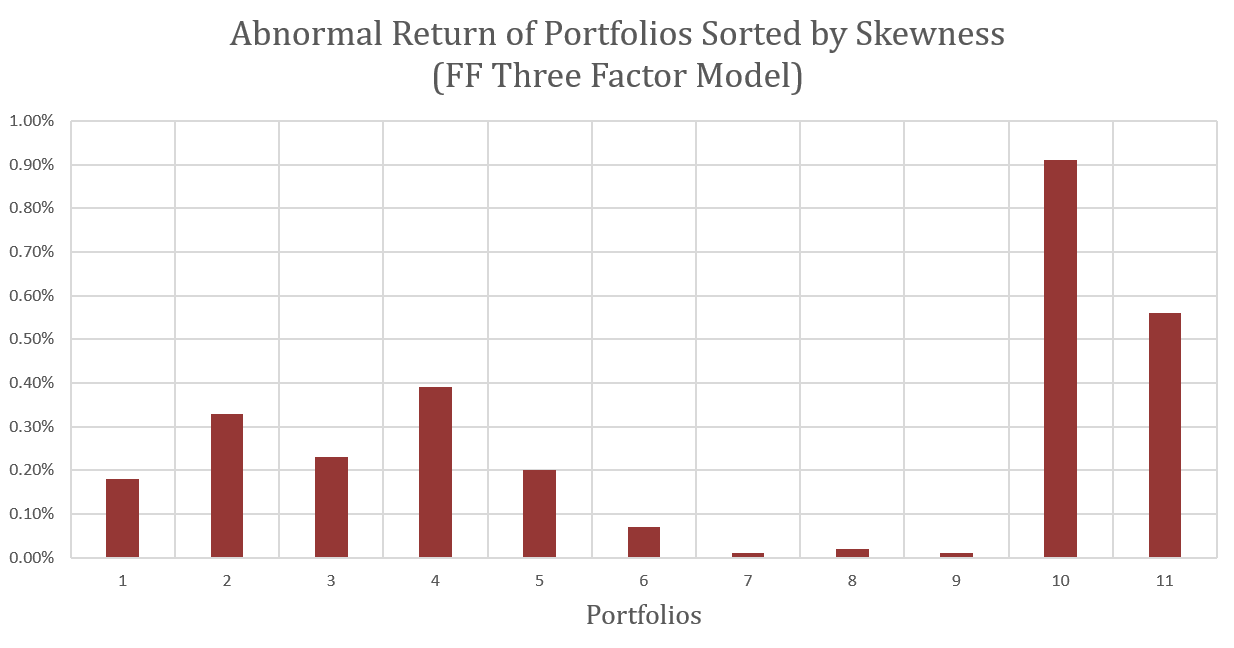 Abnormal Return of Portfolios Sorted by Skewness
(FF Three Factor Model)
1.00%
0.90%
0.80%
0.70%
0.60%
0.50%
0.40%
0.30%
0.20%
0.10%
0.00%
1 2 3 4 5 6 7 8 9 10 11
Portfolios